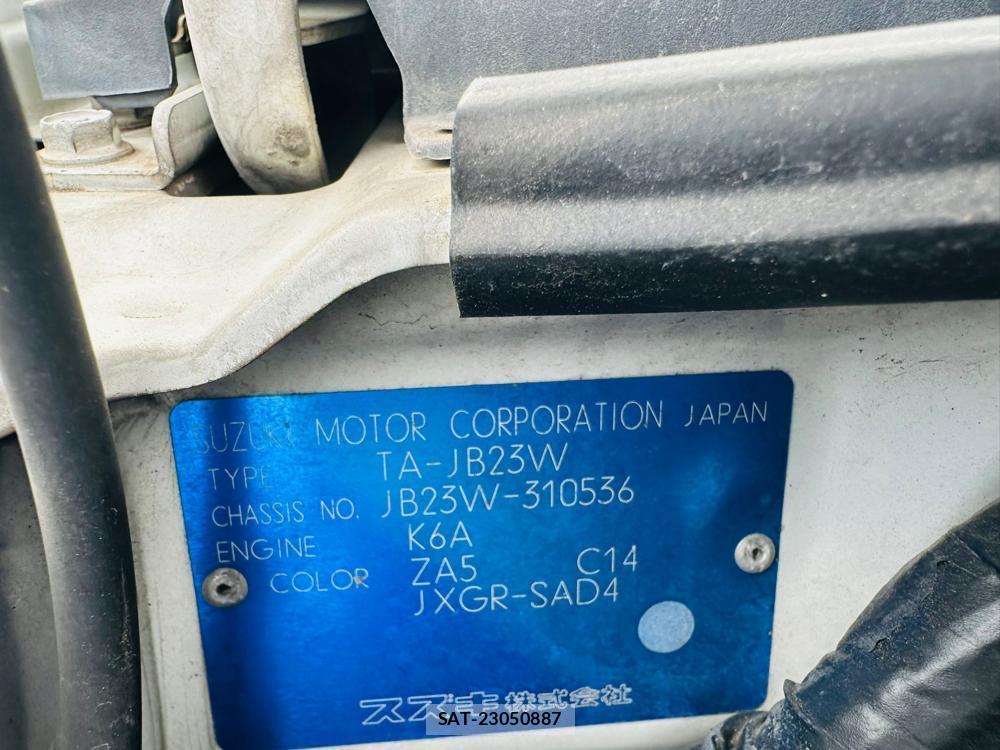 SUZUKI MOTOR CORPORATION JAPAN
TYPE TA-JB23W
CHASSIS NO. JB23W-310536
ENGINE K6A
COLOR ZA5 C14
JXGR-SAD4
スズキ株式会社
SAT-23050887